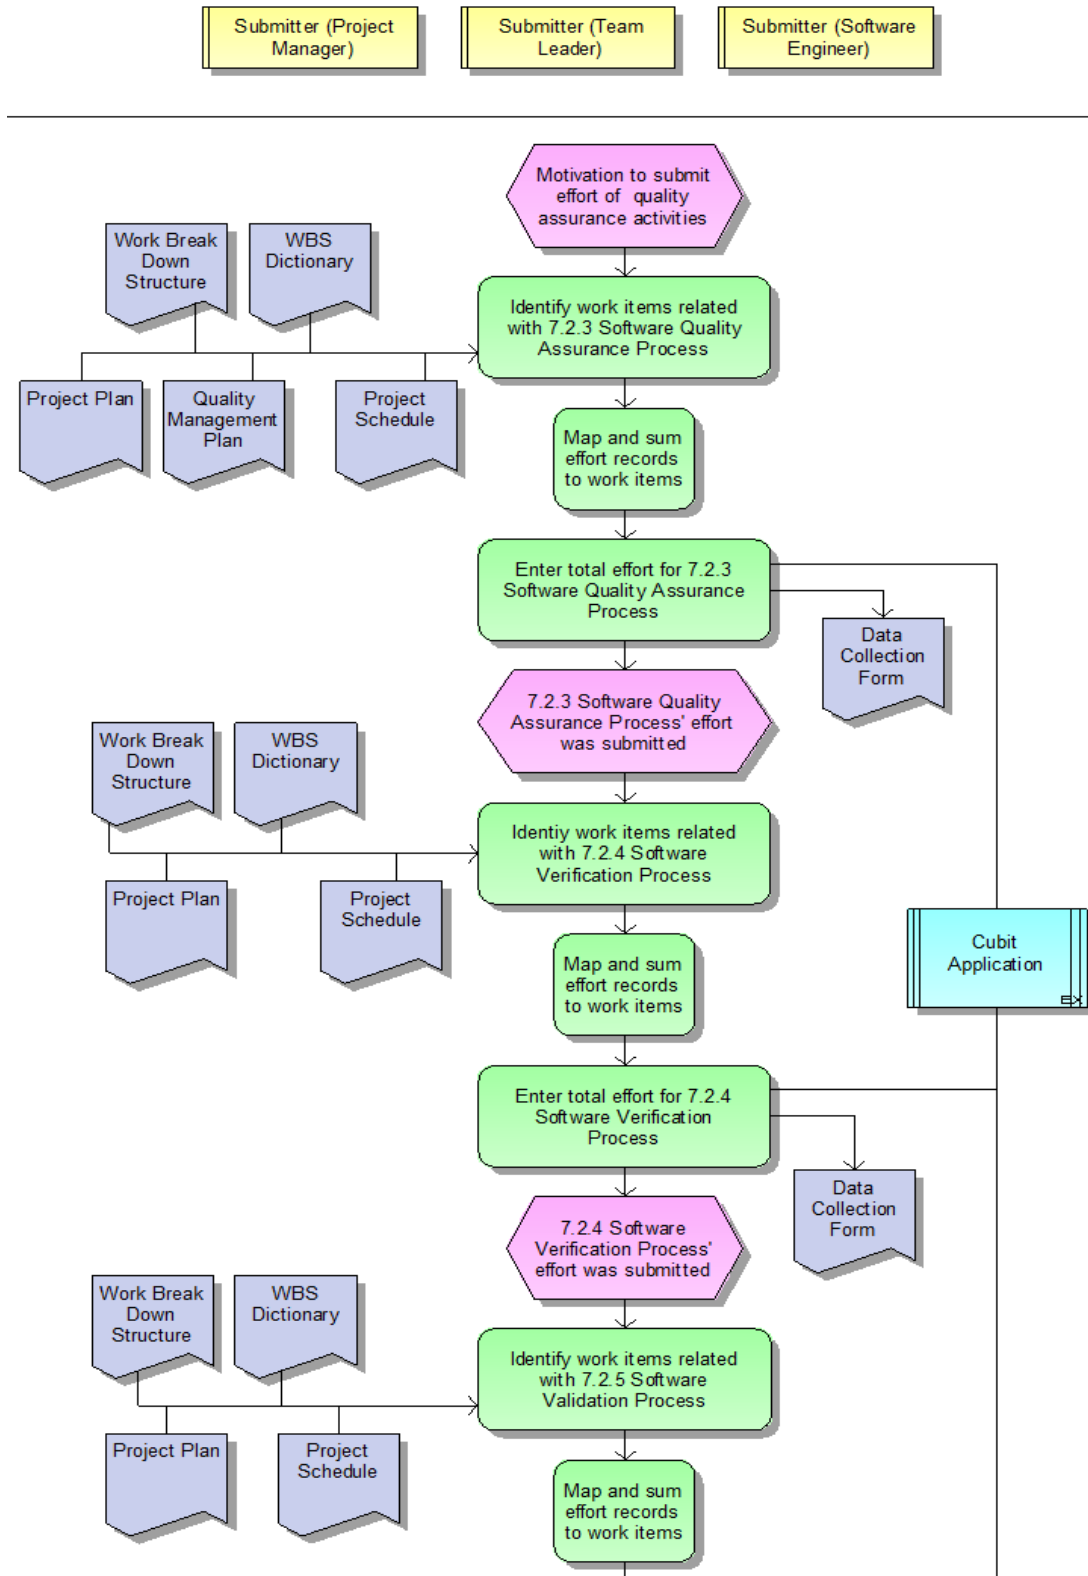 Submitter (Project
Manager)
Submitter (Team
Leader)
Submitter (Software
Engineer)
Motivation to submit
effort of quality
assurance activities
Work Break
Down
Structure
WBS
Dictionary
Identify work items related
with 7.2.3 Software Quality
Assurance Process
Project Plan
Quality
Management
Plan
Project
Schedule
Map and sum
effort records
to work items
Enter total effort for 7.2.3
Software Quality Assurance
Process
Data
Collection
Form
7.2.3 Software Quality
Assurance Process' effort
was submitted
Work Break
Down
Structure
WBS
Dictionary
Identiy work items related
with 7.2.4 Software
Verification Process
Project Plan
Project
Schedule
Map and sum
effort records
to work items
Cubit
Application
EX
Enter total effort for 7.2.4
Software Verification
Process
Data
Collection
Form
7.2.4 Software
Verification Process'
effort was submitted
Work Break
Down
Structure
WBS
Dictionary
Identify work items related
with 7.2.5 Software
Validation Process
Project Plan
Project
Schedule
Map and sum
effort records
to work items